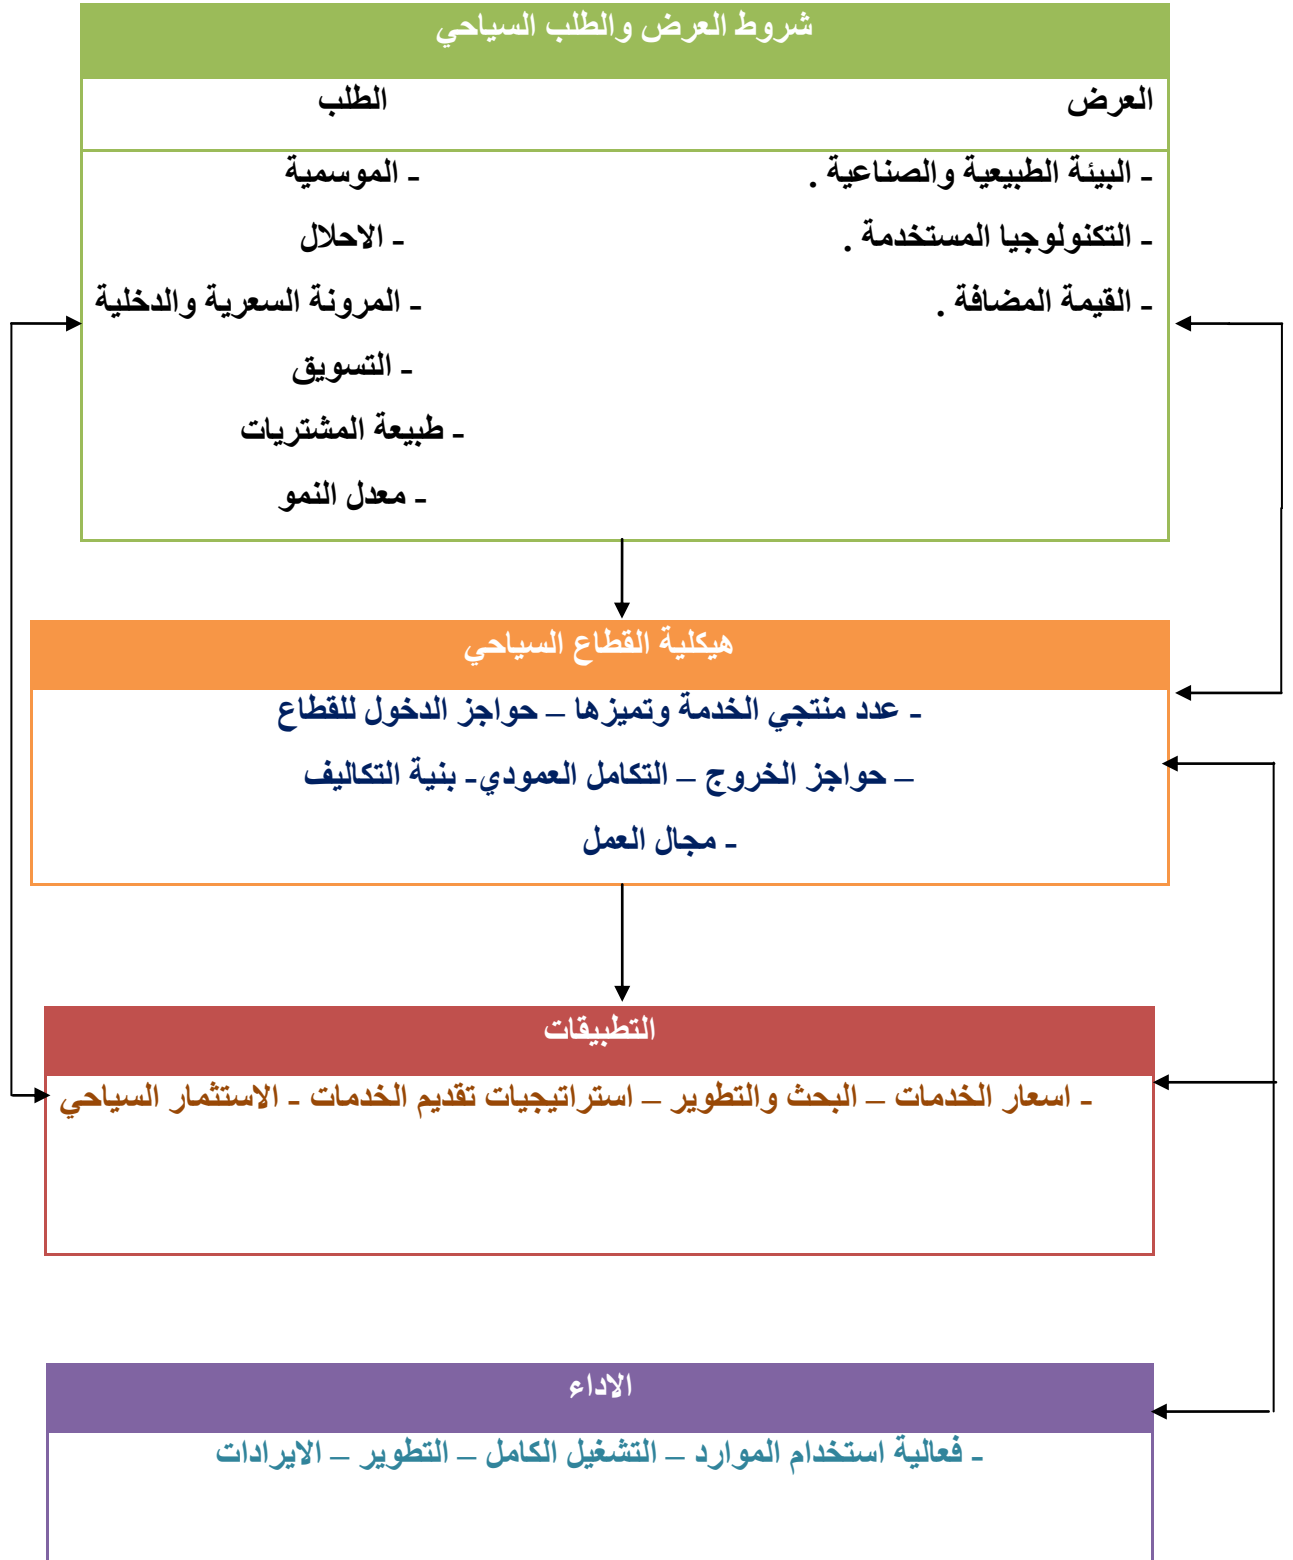 شروط العرض والطلب السياحي
العرض الطلب
- البيئة الطبيعية والصناعية . - الموسمية
- التكنولوجيا المستخدمة . - الاحلال
- القيمة المضافة . - المرونة السعرية والدخلية
- التسويق
- طبيعة المشتريات
- معدل النمو
هيكلية القطاع السياحي
- عدد منتجي الخدمة وتميزها – حواجز الدخول للقطاع
– حواجز الخروج – التكامل العمودي- بنية التكاليف
- مجال العمل
التطبيقات
- اسعار الخدمات – البحث والتطوير – استراتيجيات تقديم الخدمات - الاستثمار السياحي
الاداء
- فعالية استخدام الموارد – التشغيل الكامل – التطوير – الايرادات